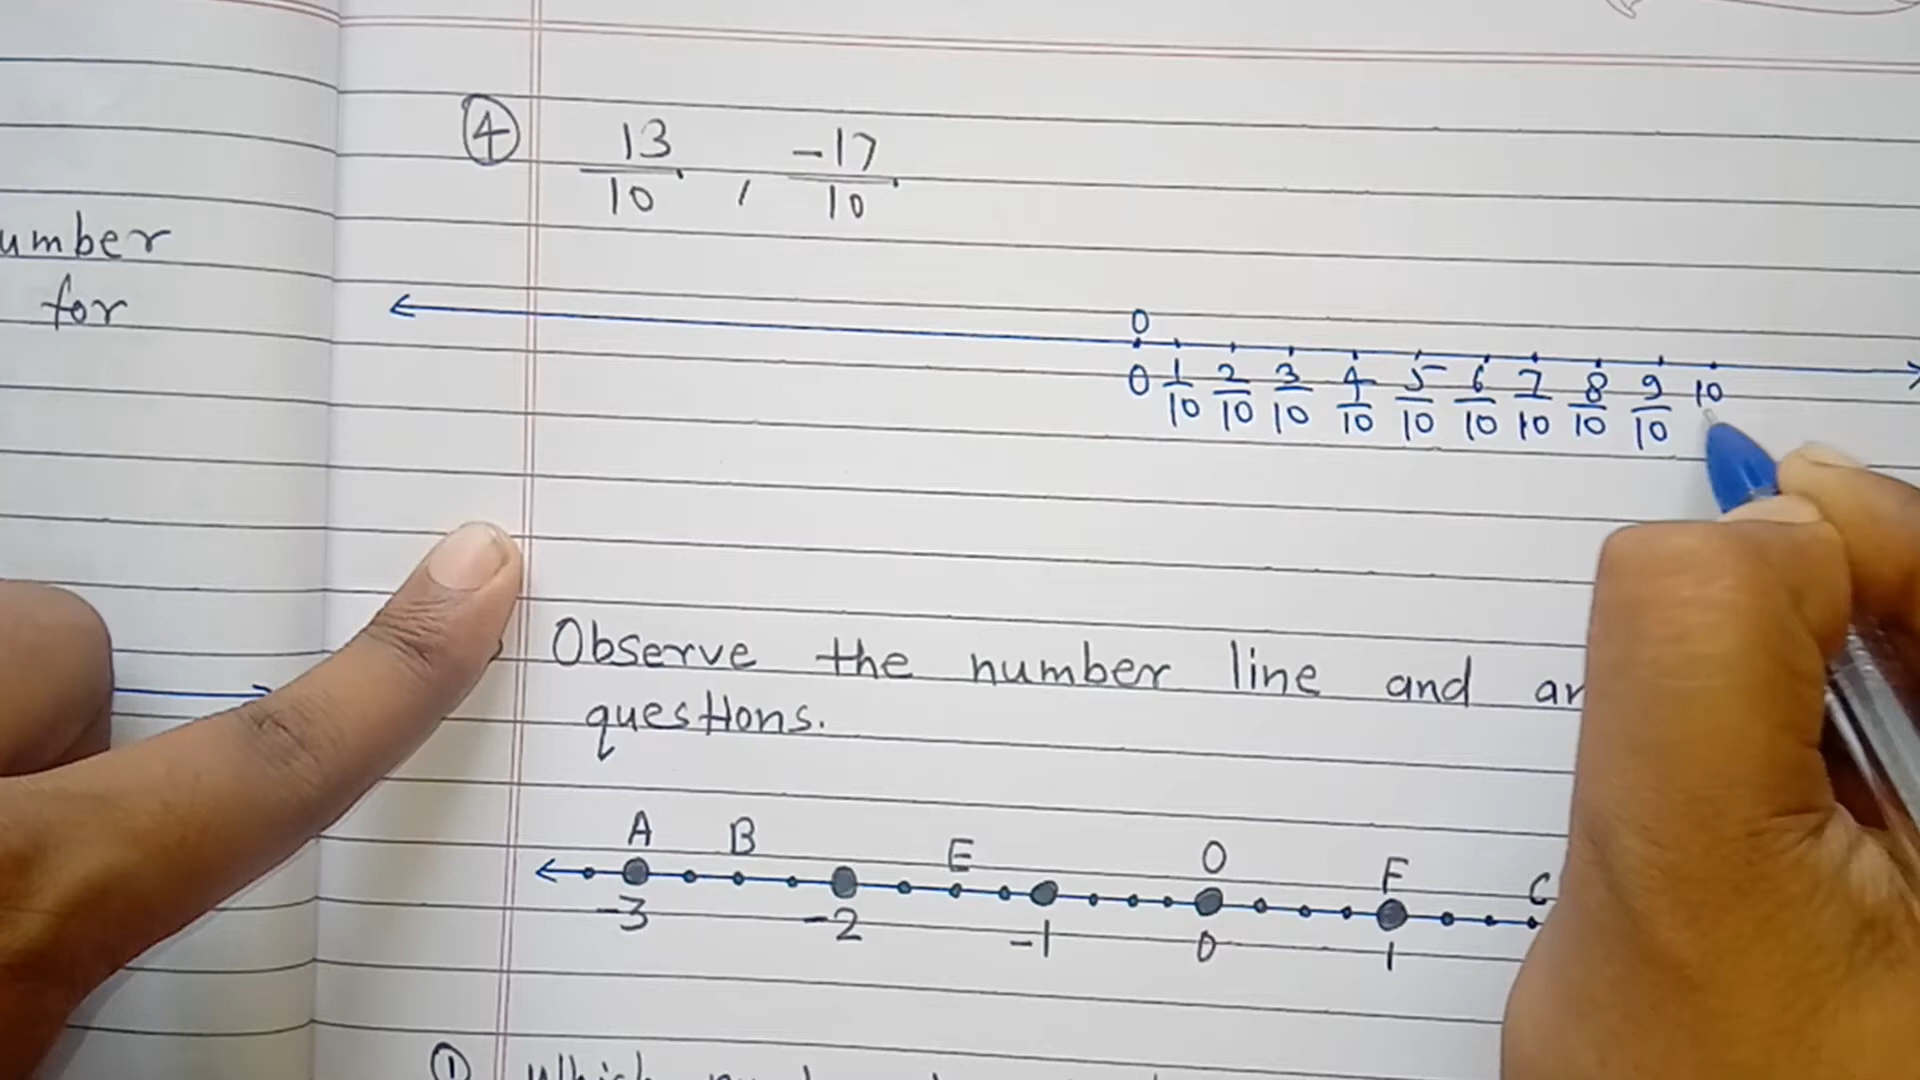 umber
for
④ 13/10 , -17/10
0
0 1/10 2/10 3/10 4/10 5/10 6/10 7/10 8/10 9/10 10
Observe the number line and
questions.
A B E O F C
-3 -2 -1 0 1
① Which